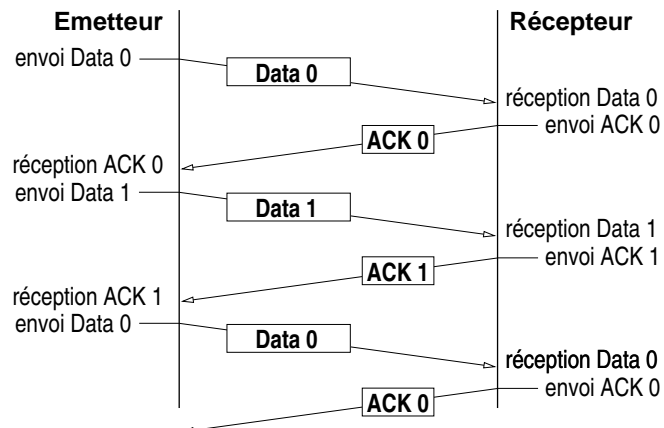 Emetteur
Récepteur
envoi Data 0
Data 0
réception Data 0
envoi ACK 0
ACK 0
réception ACK 0
envoi Data 1
Data 1
réception Data 1
envoi ACK 1
ACK 1
réception ACK 1
envoi Data 0
Data 0
réception Data 0
envoi ACK 0
ACK 0